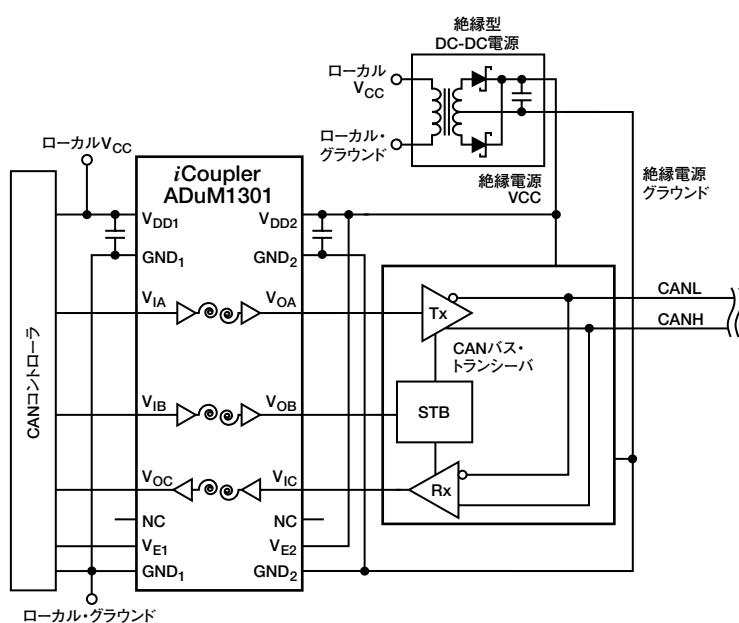 絶縁型
DC-DC電源
ローカル
VCC
ローカル・
グラウンド
ローカルVCC
絶縁電源
VCC
絶縁電源
グラウンド
iCoupler
ADuM1301
VDD1
VDD2
GND1
GND2
VIA
VOA
Tx
CANL
CANH
CANバス・
トランシーバ
CANコントローラ
VIB
VOB
STB
VOC
VIC
Rx
NC
NC
VE1
VE2
GND1
GND2
ローカル・グラウンド